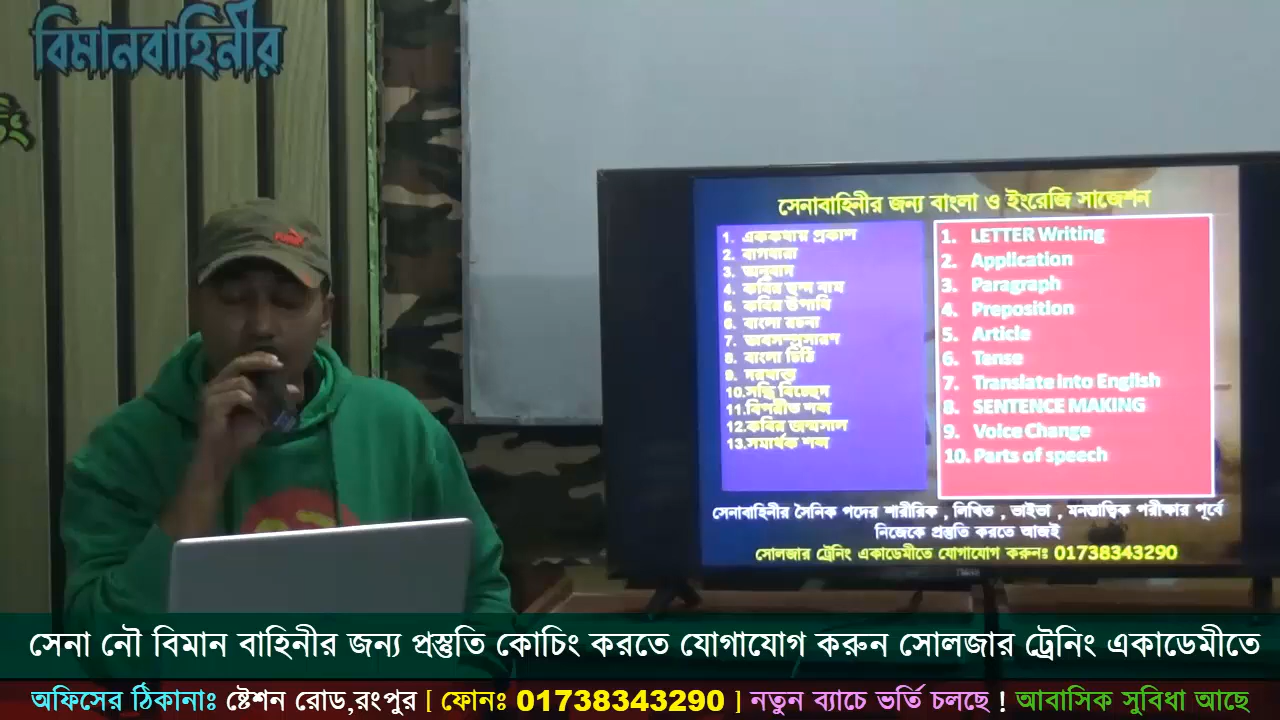 বিমানবাহিনীর
সেনাবাহিনীর জন্য বাংলা ও ইংরেজি সাজেশন
1. এককথায় প্রকাশ
2. বাগধারা
3. অনুবাদ
4. কবির ছদ্ম নাম
5. কবির উপাধি
6. বাংলা রচনা
7. ভাবসম্প্রসারণ
8. বাংলা চিঠি
9. দরখাস্ত
10.সন্ধি বিচ্ছেদ
11.বিপরীত শব্দ
12.কবির জন্মসাল
13.সমার্থক শব্দ
1. LETTER Writing
2. Application
3. Paragraph
4. Preposition
5. Article
6. Tense
7. Translate into English
8. SENTENCE MAKING
9. Voice Change
10. Parts of speech
সেনাবাহিনীর সৈনিক পদের শারীরিক , লিখিত , ভাইভা , মনস্তাত্বিক পরীক্ষার পূর্বে
নিজেকে প্রস্তুতি করতে আজই
সোলজার ট্রেনিং একাডেমীতে যোগাযোগ করুনঃ 01738343290
সেনা নৌ বিমান বাহিনীর জন্য প্রস্তুতি কোচিং করতে যোগাযোগ করুন সোলজার ট্রেনিং একাডেমীতে
অফিসের ঠিকানাঃ ষ্টেশন রোড,রংপুর [ ফোনঃ 01738343290 ] নতুন ব্যাচে ভর্তি চলছে ! আবাসিক সুবিধা আছে